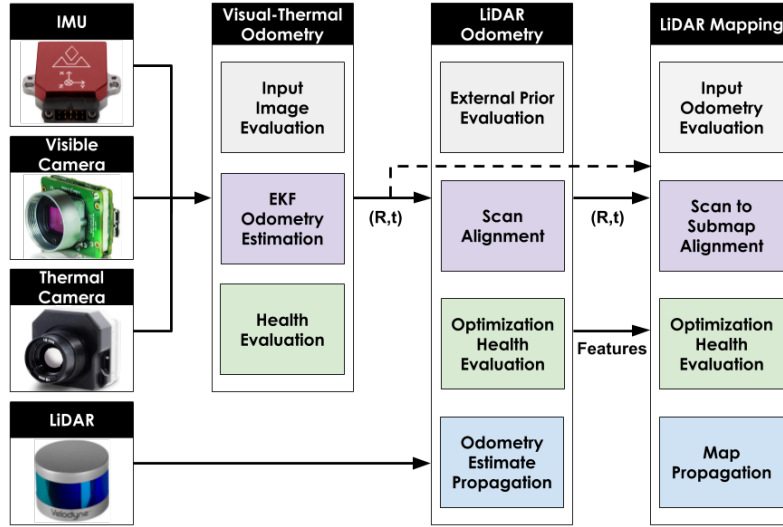 IMU
Visible
Camera
Thermal
Camera
LiDAR
Velodyne
Visual-Thermal
Odometry
Input
Image
Evaluation
EKF
Odometry
Estimation
Health
Evaluation
(R,t)
LiDAR
Odometry
External Prior
Evaluation
Scan
Alignment
Optimization
Health
Evaluation
Odometry
Estimate
Propagation
(R,t)
Features
LiDAR Mapping
Input
Odometry
Evaluation
Scan to
Submap
Alignment
Optimization
Health
Evaluation
Map
Propagation